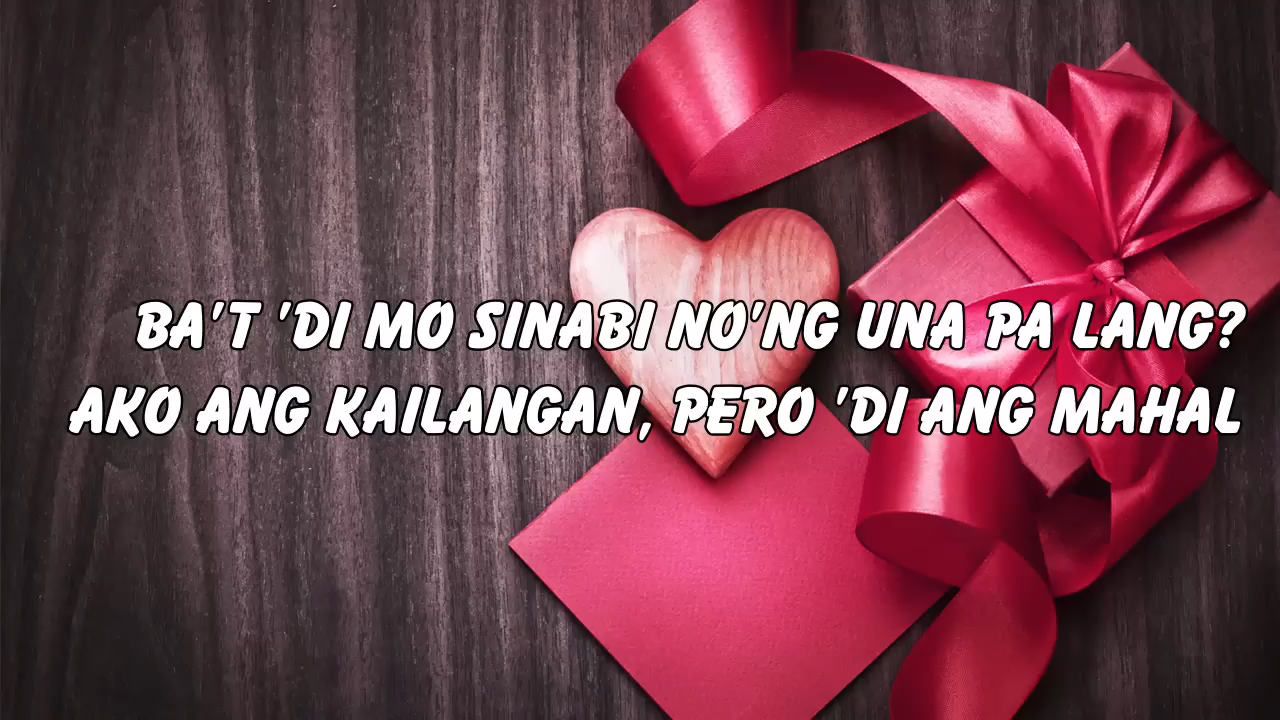 BA'T 'DI MO SINABI NO'NG UNA PA LANG?
AKO ANG KAILANGAN, PERO 'DI ANG MAHAL